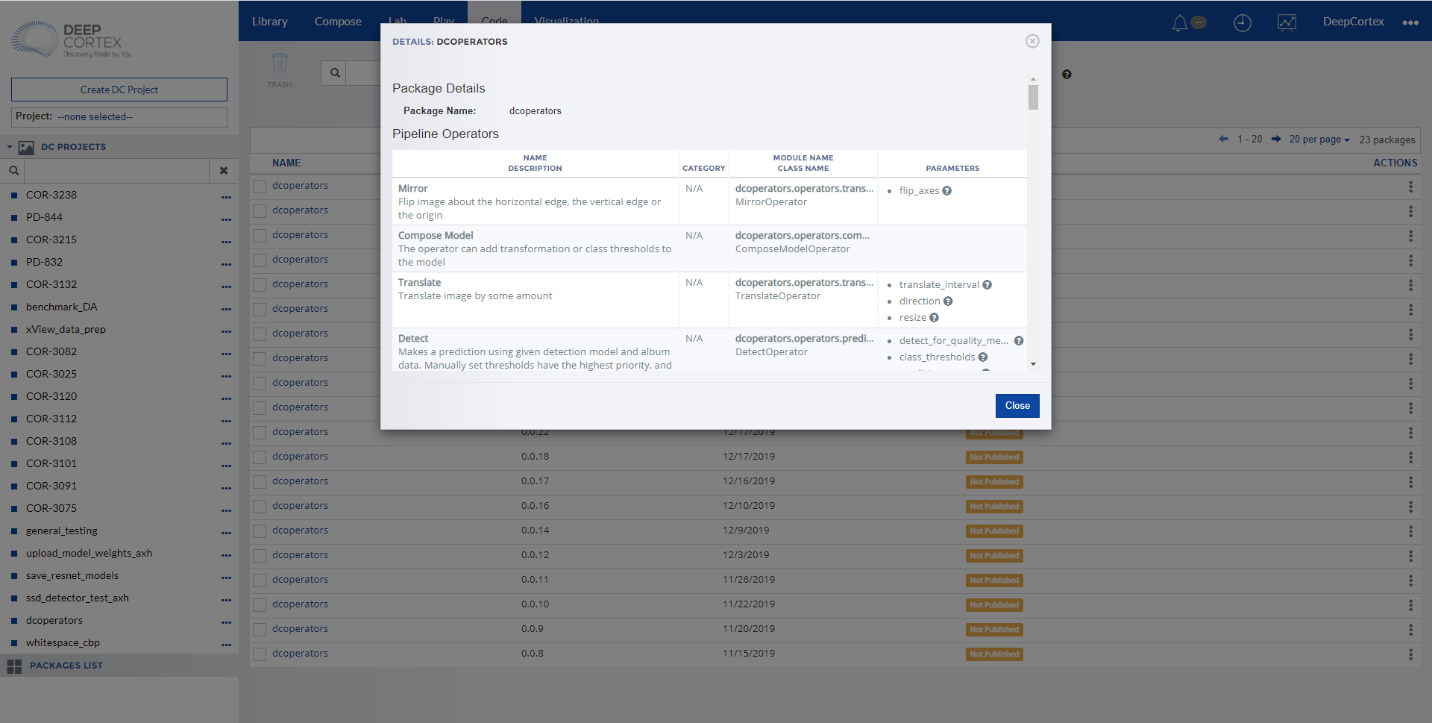 DEEP
CORTEX
Discovery Made by You
Library Compose Lab Play Code Visualization
DeepCortex
Create DC Project
Project: --none selected--
DC PROJECTS
COR-3238
PD-844
COR-3215
PD-832
COR-3132
benchmark_DA
xView_data_prep
COR-3082
COR-3025
COR-3120
COR-3112
COR-3108
COR-3101
COR-3091
COR-3075
general_testing
upload_model_weights_axh
save_resnet_models
ssd_detector_test_axh
dcoperators
whitespace_cbp
PACKAGES LIST
TRASH
1 - 20 20 per page 23 packages
NAME ACTIONS
dcoperators
dcoperators
dcoperators
dcoperators
dcoperators
dcoperators
dcoperators
dcoperators
dcoperators
dcoperators
dcoperators 0.0.22 12/17/2019 Not Published
dcoperators 0.0.18 12/17/2019 Not Published
dcoperators 0.0.17 12/16/2019 Not Published
dcoperators 0.0.16 12/10/2019 Not Published
dcoperators 0.0.14 12/9/2019 Not Published
dcoperators 0.0.12 12/3/2019 Not Published
dcoperators 0.0.11 11/26/2019 Not Published
dcoperators 0.0.10 11/22/2019 Not Published
dcoperators 0.0.9 11/20/2019 Not Published
dcoperators 0.0.8 11/15/2019 Not Published
DETAILS: DCOPERATORS
Package Details
Package Name: dcoperators
Pipeline Operators
NAME
DESCRIPTION
CATEGORY
MODULE NAME
CLASS NAME
PARAMETERS
Mirror
Flip image about the horizontal edge, the vertical edge or
the origin
N/A
dcoperators.operators.trans...
MirrorOperator
flip_axes
Compose Model
The operator can add transformation or class thresholds to
the model
N/A
dcoperators.operators.com...
ComposeModelOperator
Translate
Translate image by some amount
N/A
dcoperators.operators.trans...
TranslateOperator
translate_interval
direction
resize
Detect
Makes a prediction using given detection model and album
data. Manually set thresholds have the highest priority, and
N/A
dcoperators.operators.predi...
DetectOperator
detect_for_quality_me...
class_thresholds
Close